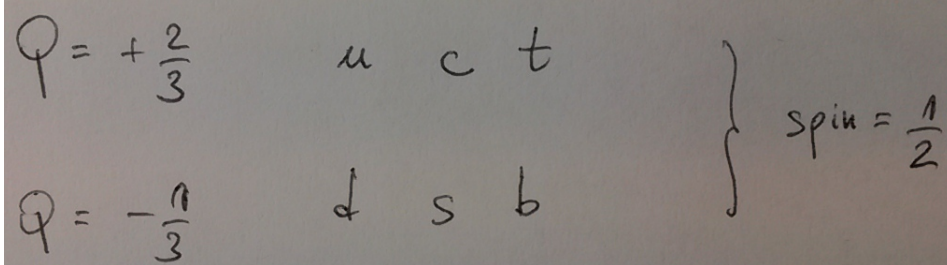 Q = + 2/3 u c t
} spin = 1/2
Q = - 1/3 d s b